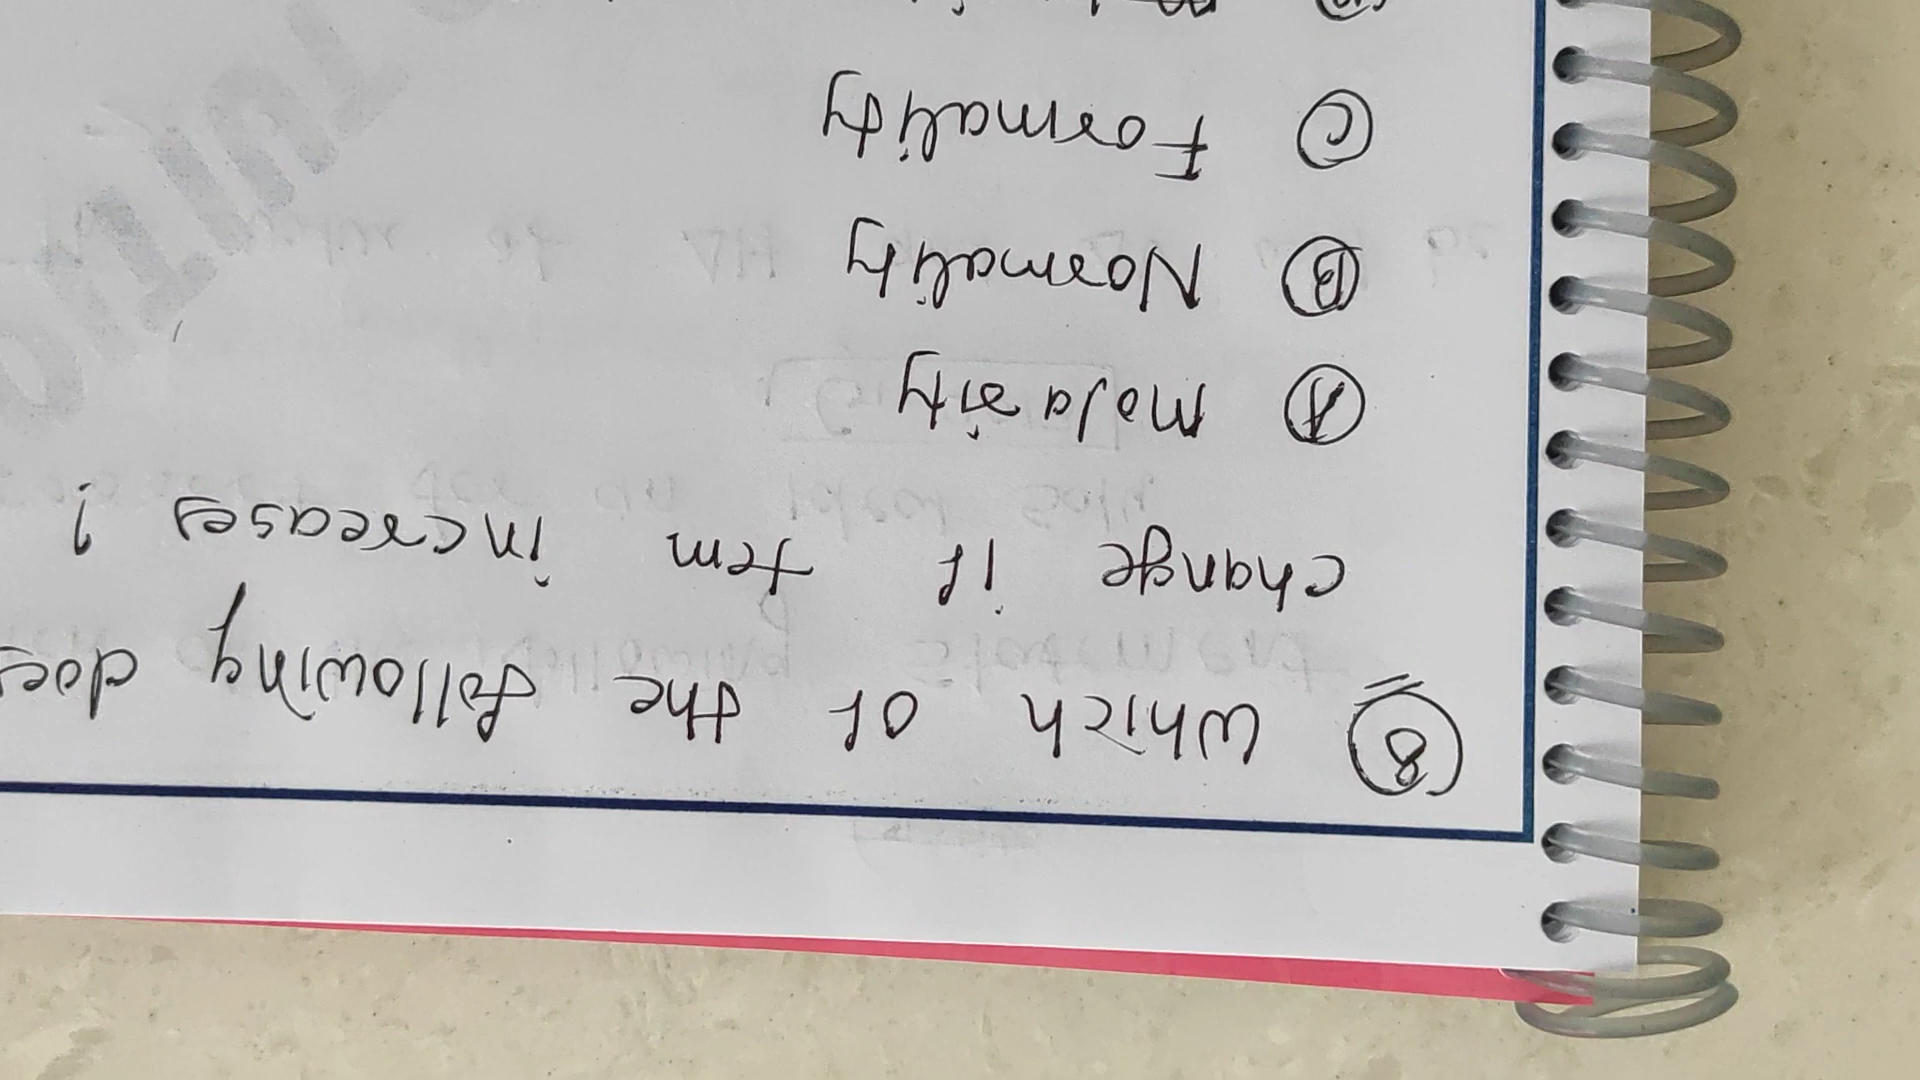 ⑧ which of the following does
change if tem increases ?
Ⓐ molarity
Ⓑ Normality
Ⓒ Formality